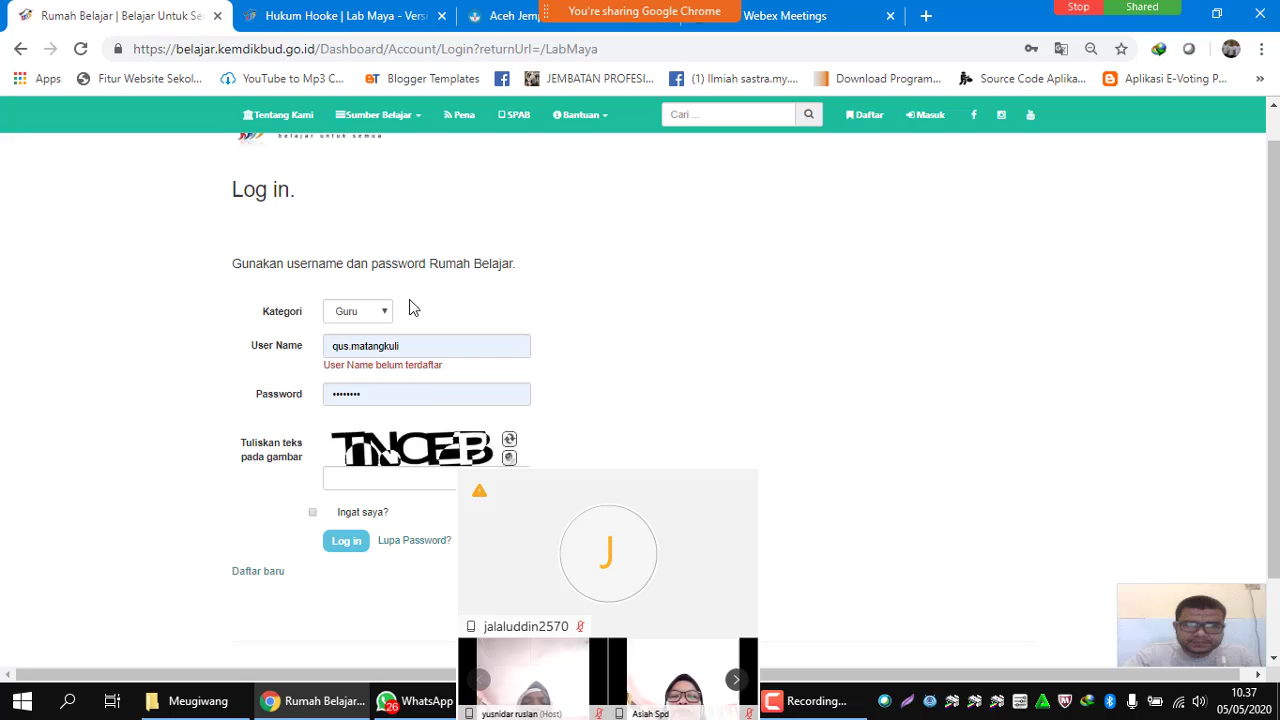 Rumah Belajar | Belajar Untuk Se
Hukum Hooke | Lab Maya - Versi
You're sharing Google Chrome
Webex Meetings
Stop
Shared
https://belajar.kemdikbud.go.id/Dashboard/Account/Login?returnUrl=/LabMaya
Apps
Fitur Website Sekol...
YouTube to Mp3 C...
Blogger Templates
JEMBATAN PROFESI...
(1) Ilmiah sastra.my....
Download Program...
Source Code Aplika...
Aplikasi E-Voting P...
Tentang Kami
Sumber Belajar
Pena
SPAB
Bantuan
Cari ...
Daftar
Masuk
belajar untuk semua
Log in.
Gunakan username dan password Rumah Belajar.
Kategori
Guru
User Name
qus.matangkuli
User Name belum terdaftar
Password
Tuliskan teks
pada gambar
Ingat saya?
Log in
Lupa Password?
Daftar baru
J
jalaluddin2570
yusnidar ruslan (Host)
Aslah Spd
Meugiwang
Rumah Belajar...
26
WhatsApp
Recording...
10.37
05/05/2020